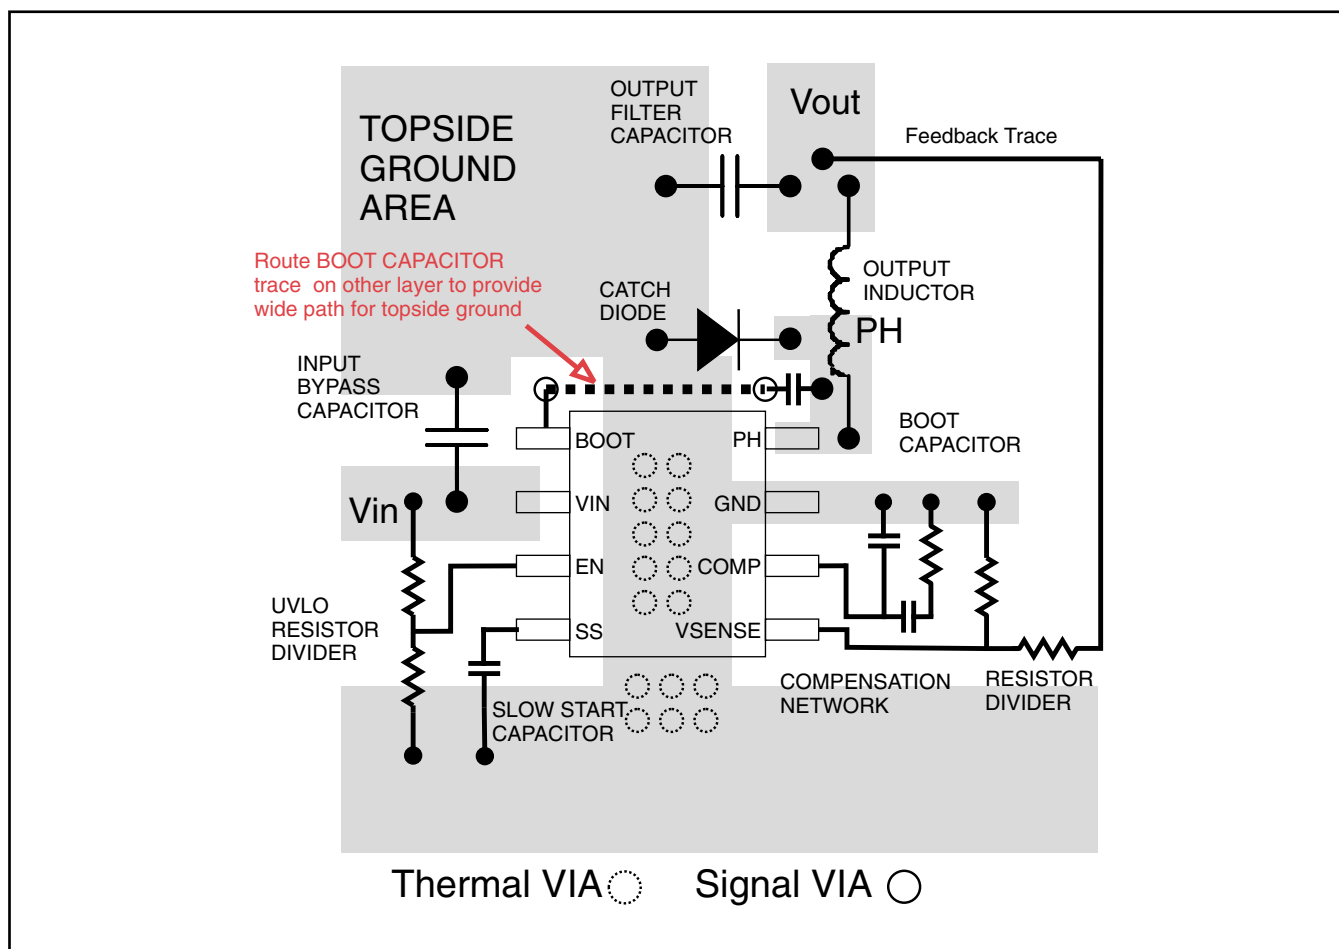 OUTPUT
FILTER
CAPACITOR
Vout
TOPSIDE
GROUND
AREA
Feedback Trace
Route BOOT CAPACITOR
trace on other layer to provide
wide path for topside ground
CATCH
DIODE
OUTPUT
INDUCTOR
PH
INPUT
BYPASS
CAPACITOR
BOOT
CAPACITOR
BOOT
PH
Vin
VIN
GND
EN
COMP
SS
VSENSE
UVLO
RESISTOR
DIVIDER
SLOW START
CAPACITOR
COMPENSATION
NETWORK
RESISTOR
DIVIDER
Thermal VIA
Signal VIA